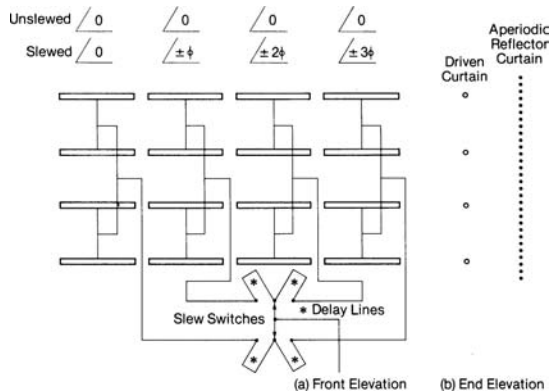 Unslewed 0 0 0 0
Slewed 0 ± ϕ ± 2ϕ ± 3ϕ
Aperiodic
Reflector
Curtain
Driven
Curtain
* *
* Delay Lines
Slew Switches
* *
(a) Front Elevation (b) End Elevation